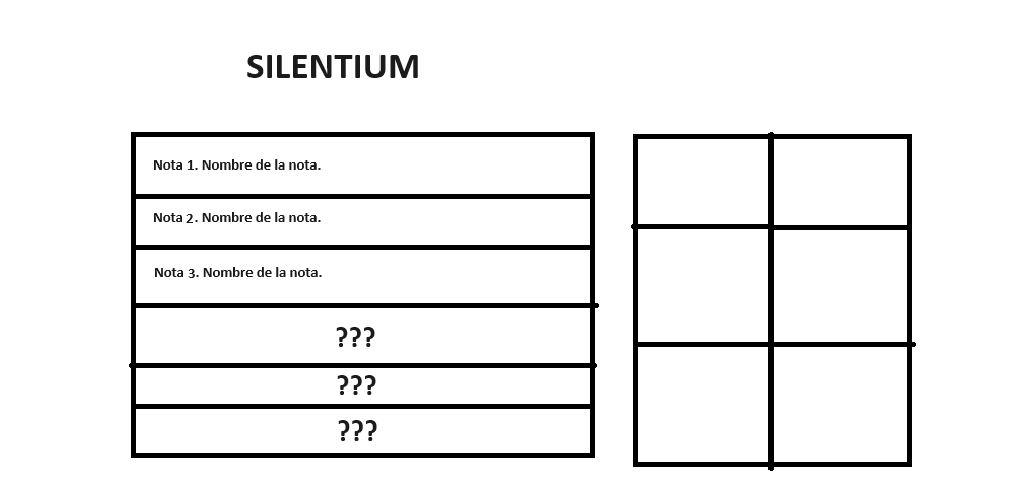 SILENTIUM
Nota 1. Nombre de la nota.
Nota 2. Nombre de la nota.
Nota 3. Nombre de la nota.
???
???
???